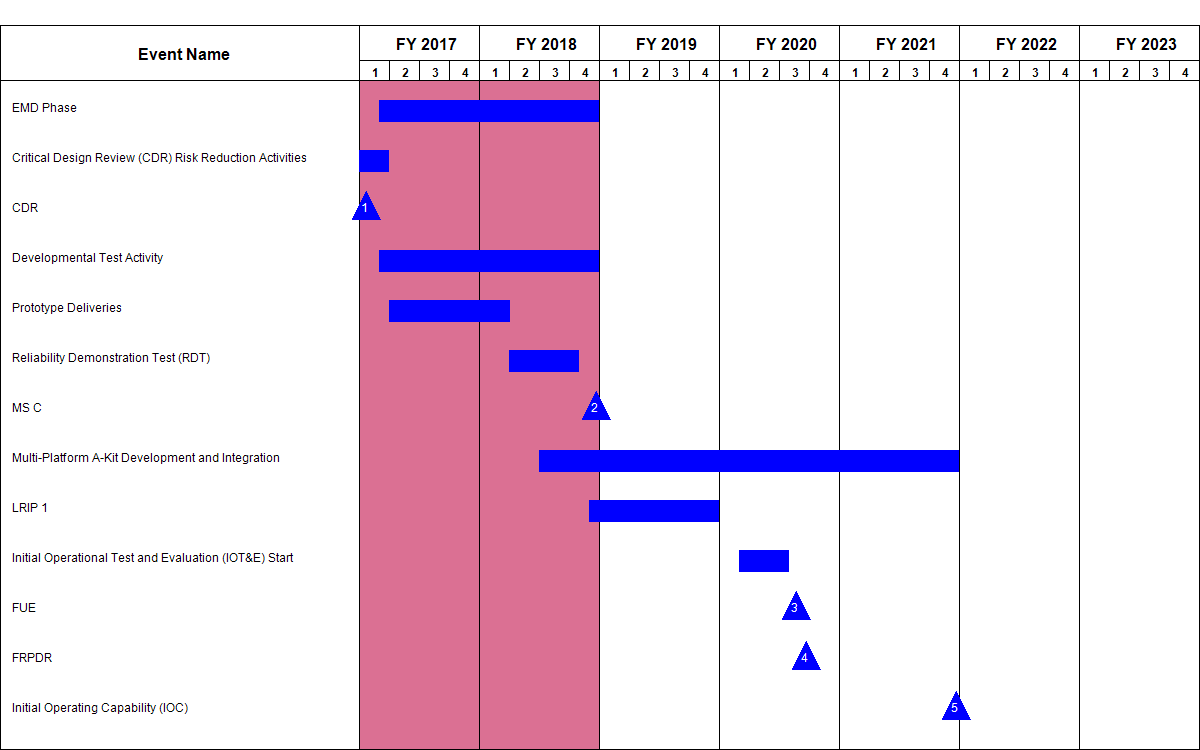 Event Name
FY 2017 FY 2018 FY 2019 FY 2020 FY 2021 FY 2022 FY 2023
1 2 3 4 1 2 3 4 1 2 3 4 1 2 3 4 1 2 3 4 1 2 3 4 1 2 3 4
EMD Phase
Critical Design Review (CDR) Risk Reduction Activities
CDR 1
Developmental Test Activity
Prototype Deliveries
Reliability Demonstration Test (RDT)
MS C 2
Multi-Platform A-Kit Development and Integration
LRIP 1
Initial Operational Test and Evaluation (IOT&E) Start
FUE 3
FRPDR 4
Initial Operating Capability (IOC) 5